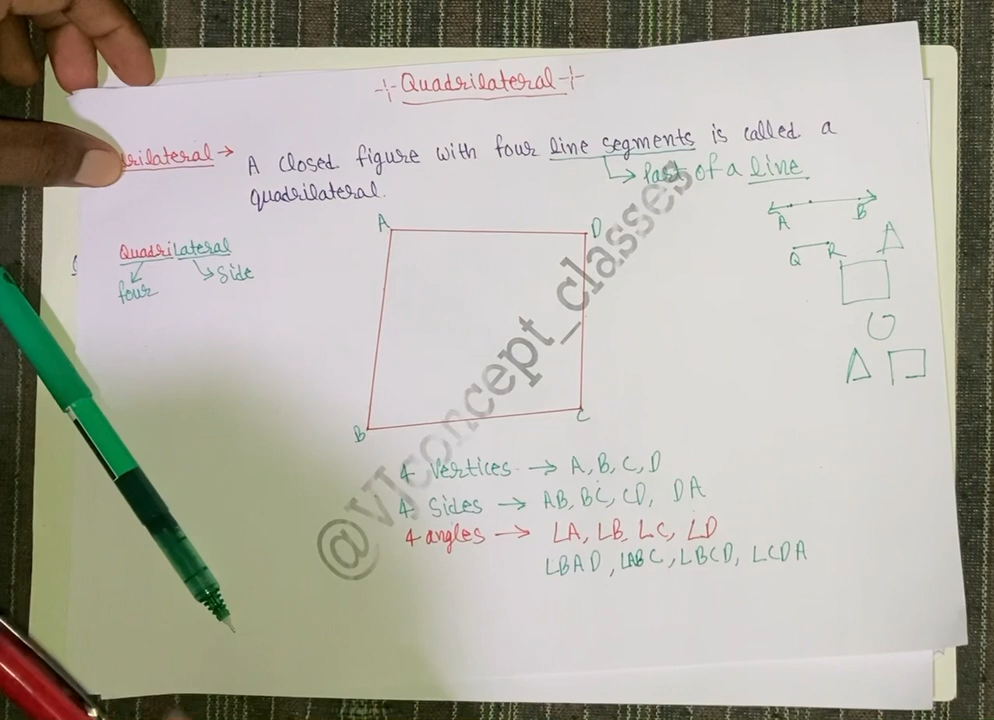 Quadrilateral
drilateral → A closed figure with four line segments is called a
quadrilateral.
Part of a line
Quadrilateral
four
Side
A B
Q R
A D
B C
4 Vertices → A, B, C, D
4 Sides → AB, BC, CD, DA
4 angles → ∠A, ∠B, ∠C, ∠D
∠BAD, ∠ABC, ∠BCD, ∠CDA
@VJconcept_classes